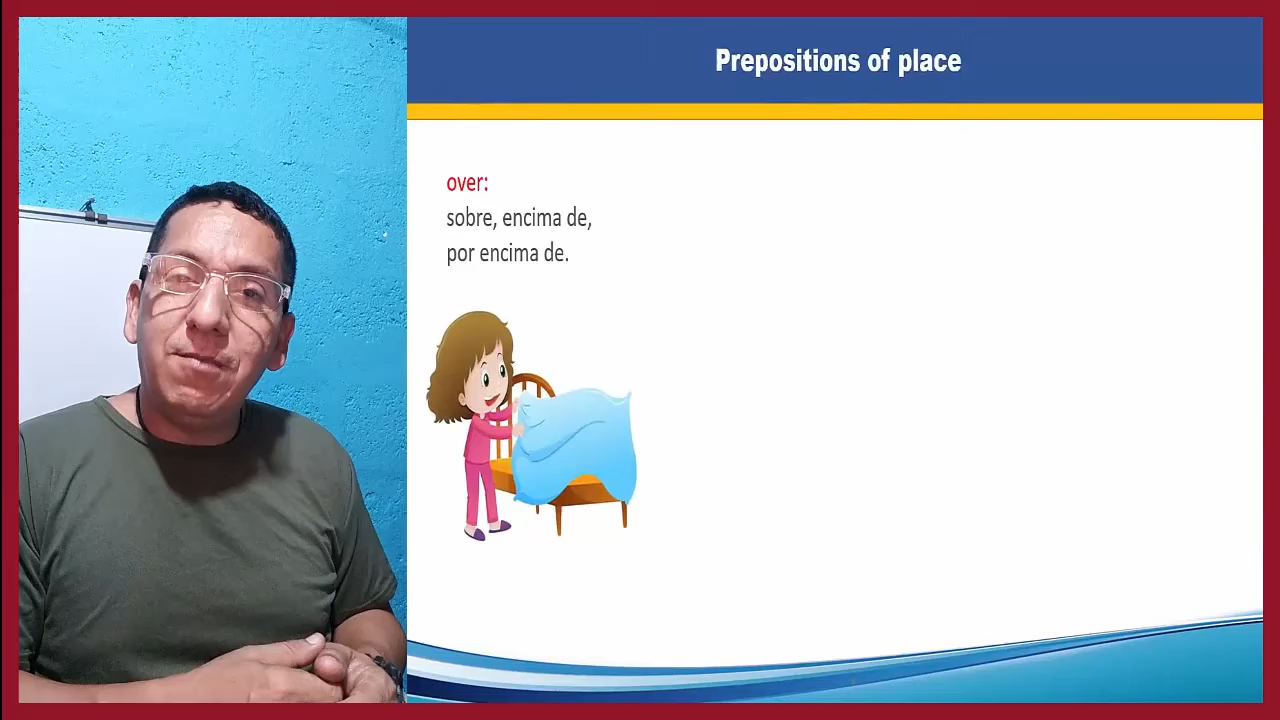 Prepositions of place
over:
sobre, encima de,
por encima de.